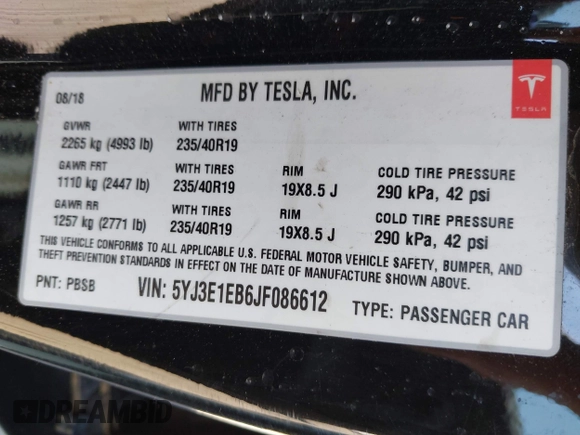 08/18 MFD BY TESLA, INC.
TESLA
GVWR WITH TIRES
2265 kg (4993 lb) 235/40R19
GAWR FRT WITH TIRES RIM COLD TIRE PRESSURE
1110 kg (2447 lb) 235/40R19 19X8.5 J 290 kPa, 42 psi
GAWR RR WITH TIRES RIM COLD TIRE PRESSURE
1257 kg (2771 lb) 235/40R19 19X8.5 J 290 kPa, 42 psi
THIS VEHICLE CONFORMS TO ALL APPLICABLE U.S. FEDERAL MOTOR VEHICLE SAFETY, BUMPER, AND
THEFT PREVENTION STANDARDS IN EFFECT ON THE DATE OF MANUFACTURE SHOWN ABOVE.
PNT: PBSB VIN: 5YJ3E1EB6JF086612 TYPE: PASSENGER CAR
DREAMBID